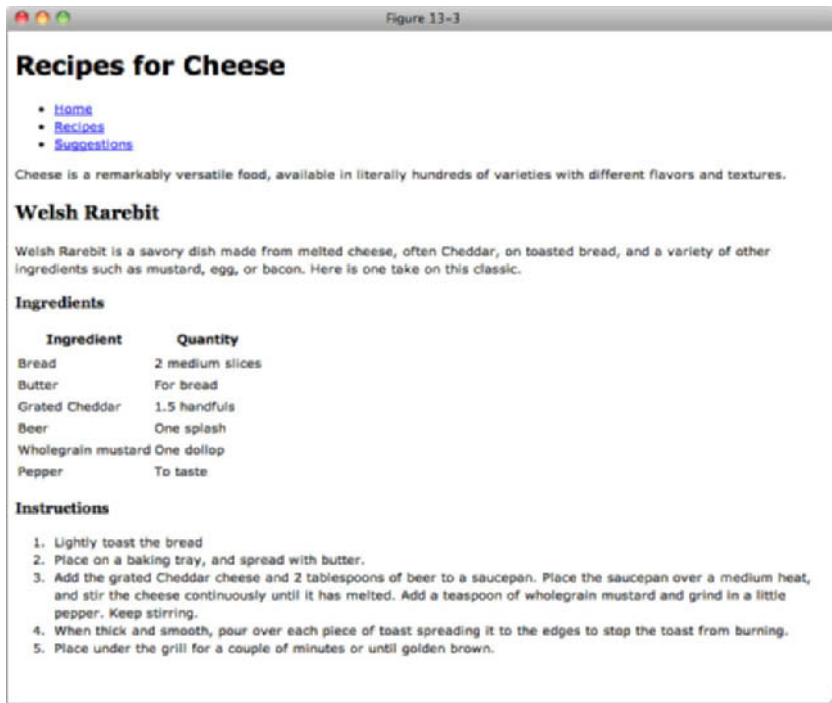 Figure 13-3
Recipes for Cheese
• Home
• Recipes
• Suggestions
Cheese is a remarkably versatile food, available in literally hundreds of varieties with different flavors and textures.
Welsh Rarebit
Welsh Rarebit is a savory dish made from melted cheese, often Cheddar, on toasted bread, and a variety of other
ingredients such as mustard, egg, or bacon. Here is one take on this classic.
Ingredients
Ingredient Quantity
Bread 2 medium slices
Butter For bread
Grated Cheddar 1.5 handfuls
Beer One splash
Wholegrain mustard One dollop
Pepper To taste
Instructions
1. Lightly toast the bread
2. Place on a baking tray, and spread with butter.
3. Add the grated Cheddar cheese and 2 tablespoons of beer to a saucepan. Place the saucepan over a medium heat,
and stir the cheese continuously until it has melted. Add a teaspoon of wholegrain mustard and grind in a little
pepper. Keep stirring.
4. When thick and smooth, pour over each piece of toast spreading it to the edges to stop the toast from burning.
5. Place under the grill for a couple of minutes or until golden brown.